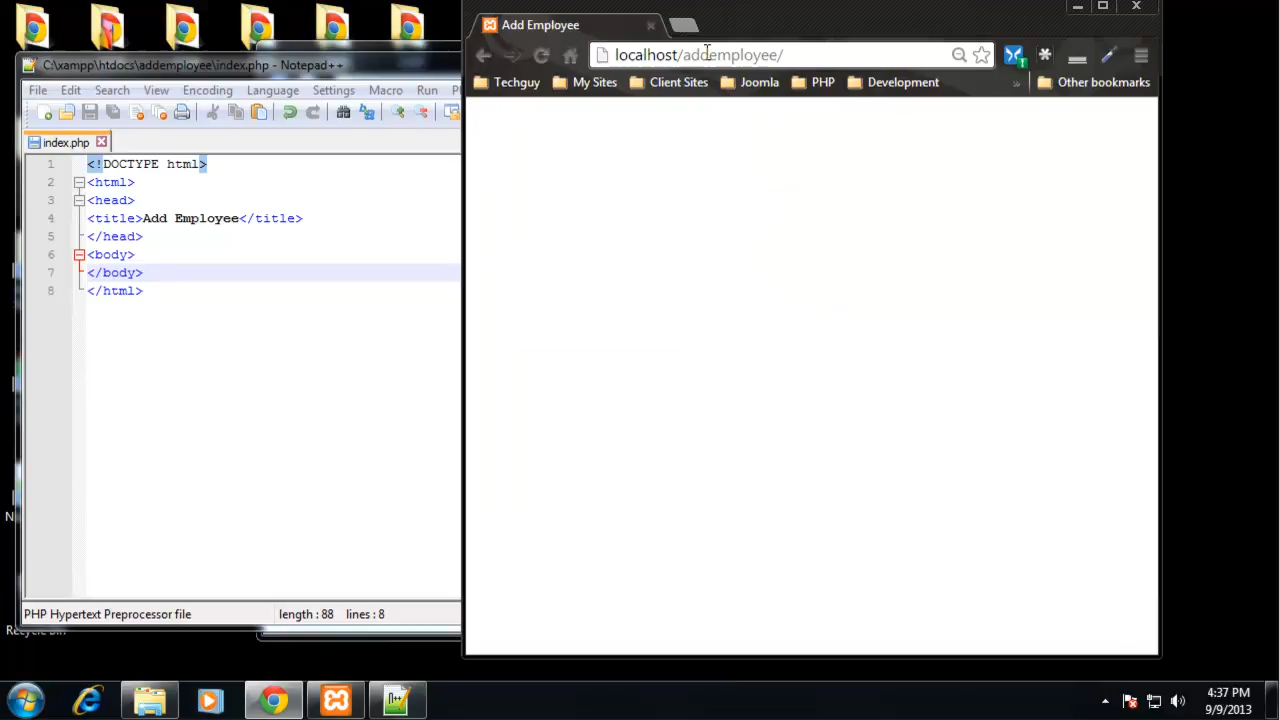 C:\xampp\htdocs\addemployee\index.php - Notepad++
File Edit Search View Encoding Language Settings Macro Run
index.php
1 <!DOCTYPE html>
2 <html>
3 <head>
4 <title>Add Employee</title>
5 </head>
6 <body>
7 </body>
8 </html>
PHP Hypertext Preprocessor file length : 88 lines : 8
Add Employee
localhost/addemployee/
Techguy My Sites Client Sites Joomla PHP Development » Other bookmarks
4:37 PM
9/9/2013